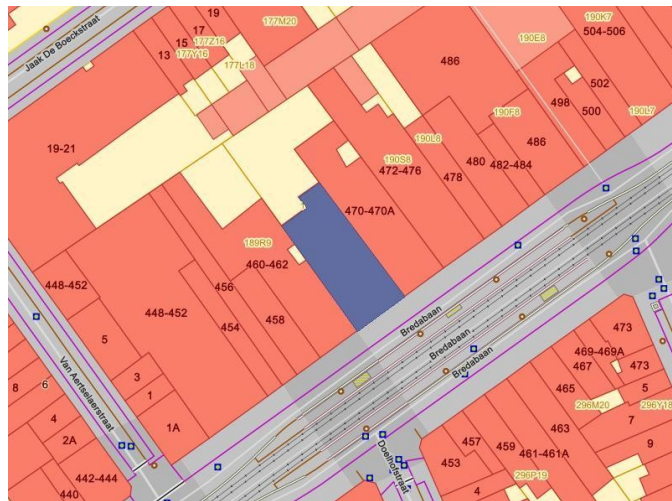 19
17
15
13
177M20
177Z16
177Y16
177L18
Jaak De Boeckstraat
190K7
504-506
190E8
486
502
498
500
190L7
190F8
486
190L8
480
482-484
478
190S8
472-476
470-470A
19-21
189R9
460-462
448-452
448-452
456
454
458
5
3
1
1A
8
6
4
2A
442-444
440
Van Aertselaerstraat
Bredabaan
Bredabaan
Bredabaan
Doelhofstraat
473
469-469A
467
473
465
5
296M20
296Y18
463
7
9
457
459
461-461A
453
4
296P19